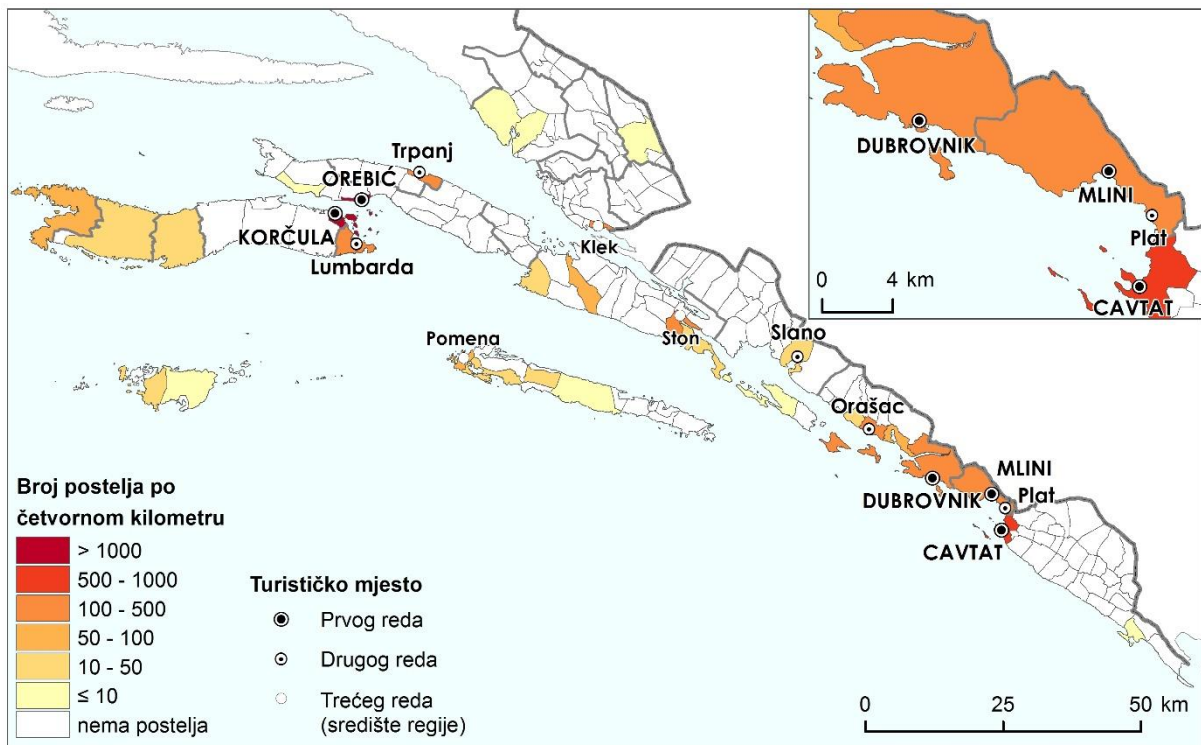 Trpanj
OREBIĆ
KORČULA
Lumbarda
Klek
Pomena
Ston
Slano
Orašac
DUBROVNIK
MLINI
Plat
CAVTAT
DUBROVNIK
MLINI
Plat
CAVTAT
0 4 km
Broj postelja po
četvornom kilometru
> 1000
500 - 1000
100 - 500
50 - 100
10 - 50
≤ 10
nema postelja
Turističko mjesto
Prvog reda
Drugog reda
Trećeg reda
(središte regije)
0 25 50 km